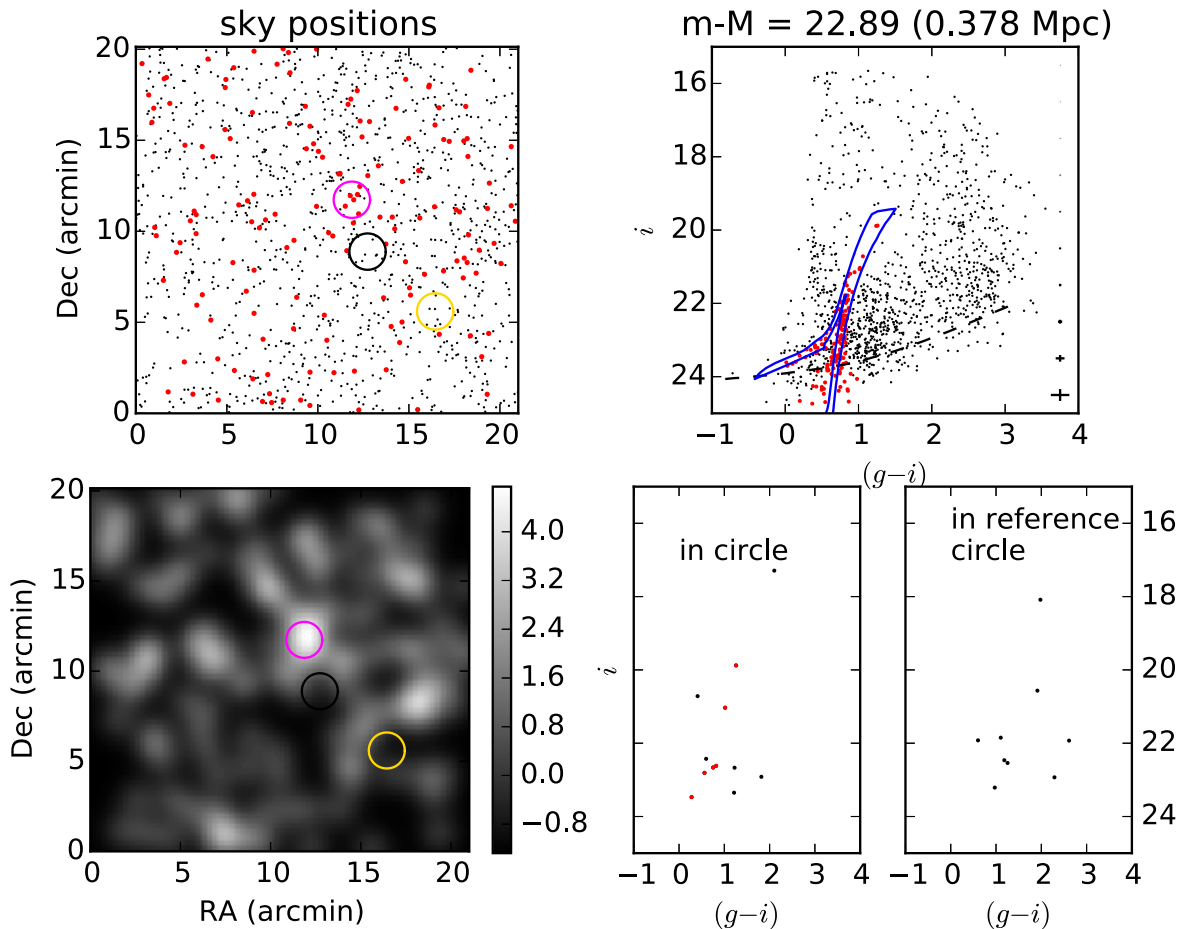 sky positions
m-M = 22.89 (0.378 Mpc)
20
15
10
5
0
Dec (arcmin)
0 5 10 15 20
16
18
20
22
24
i
−1 0 1 2 3 4
(g−i)
20
15
10
5
0
Dec (arcmin)
0 5 10 15 20
RA (arcmin)
4.0
3.2
2.4
1.6
0.8
0.0
−0.8
in circle
i
−1 0 1 2 3 4
(g−i)
in reference
circle
16
18
20
22
24
−1 0 1 2 3 4
(g−i)